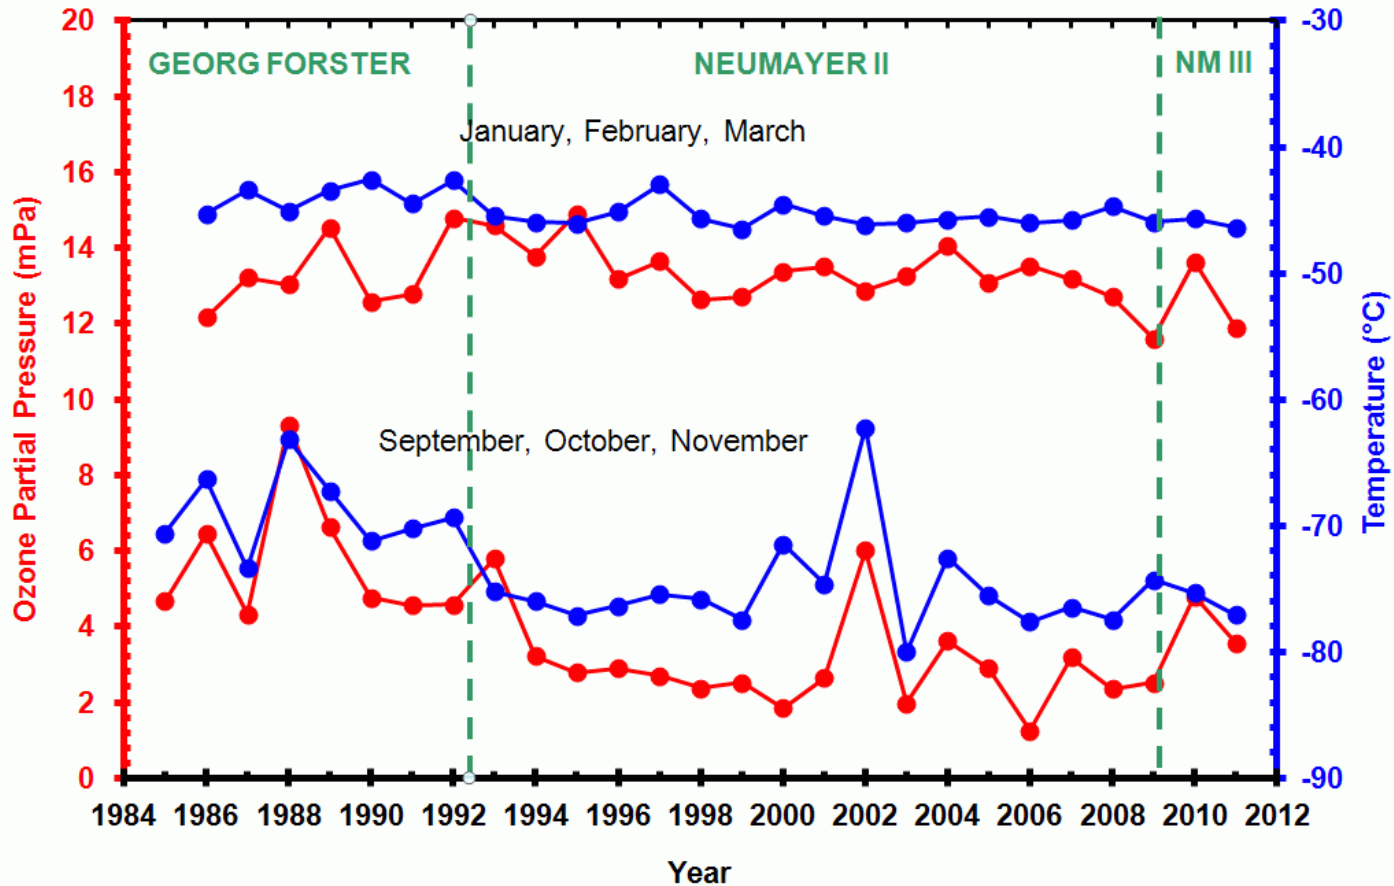 GEORG FORSTER
NEUMAYER II
NM III
January, February, March
September, October, November
Ozone Partial Pressure (mPa)
20
18
16
14
12
10
8
6
4
2
0
Temperature (°C)
-30
-40
-50
-60
-70
-80
-90
1984 1986 1988 1990 1992 1994 1996 1998 2000 2002 2004 2006 2008 2010 2012
Year